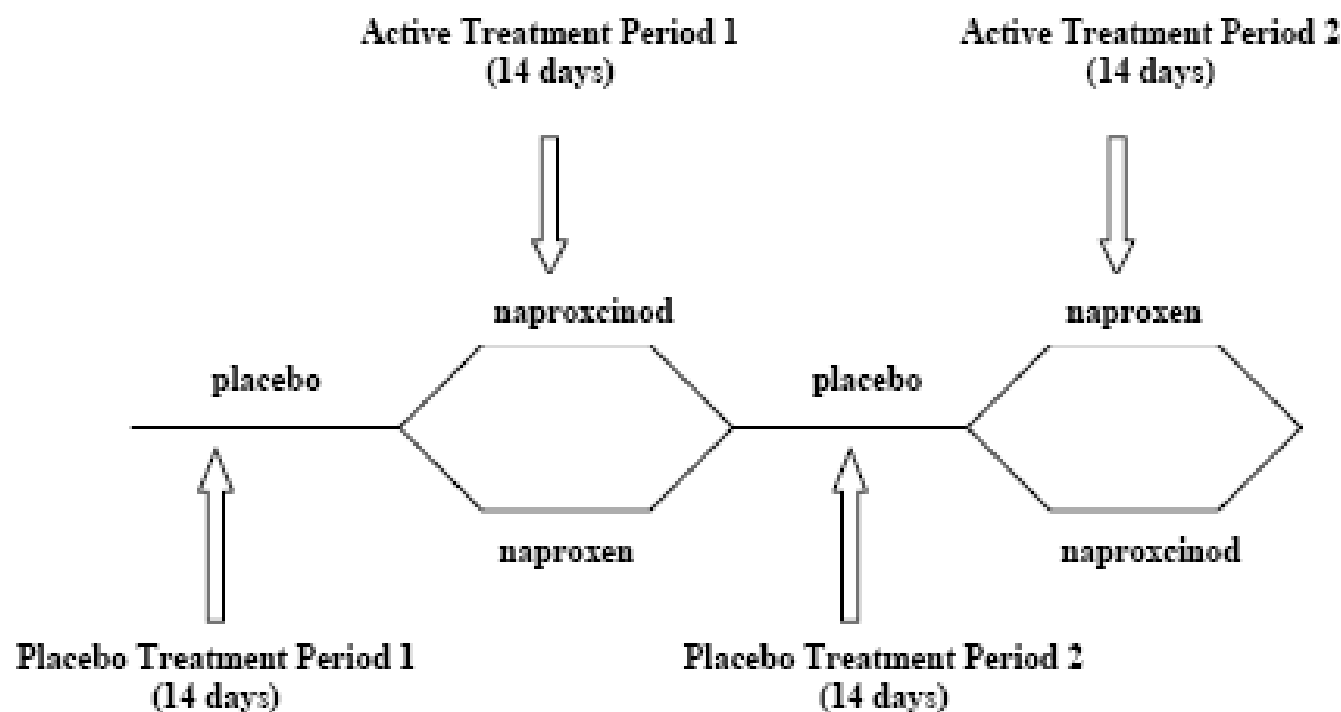 Active Treatment Period 1
(14 days)
Active Treatment Period 2
(14 days)
naproxcinod
naproxen
placebo
placebo
naproxen
naproxcinod
Placebo Treatment Period 1
(14 days)
Placebo Treatment Period 2
(14 days)